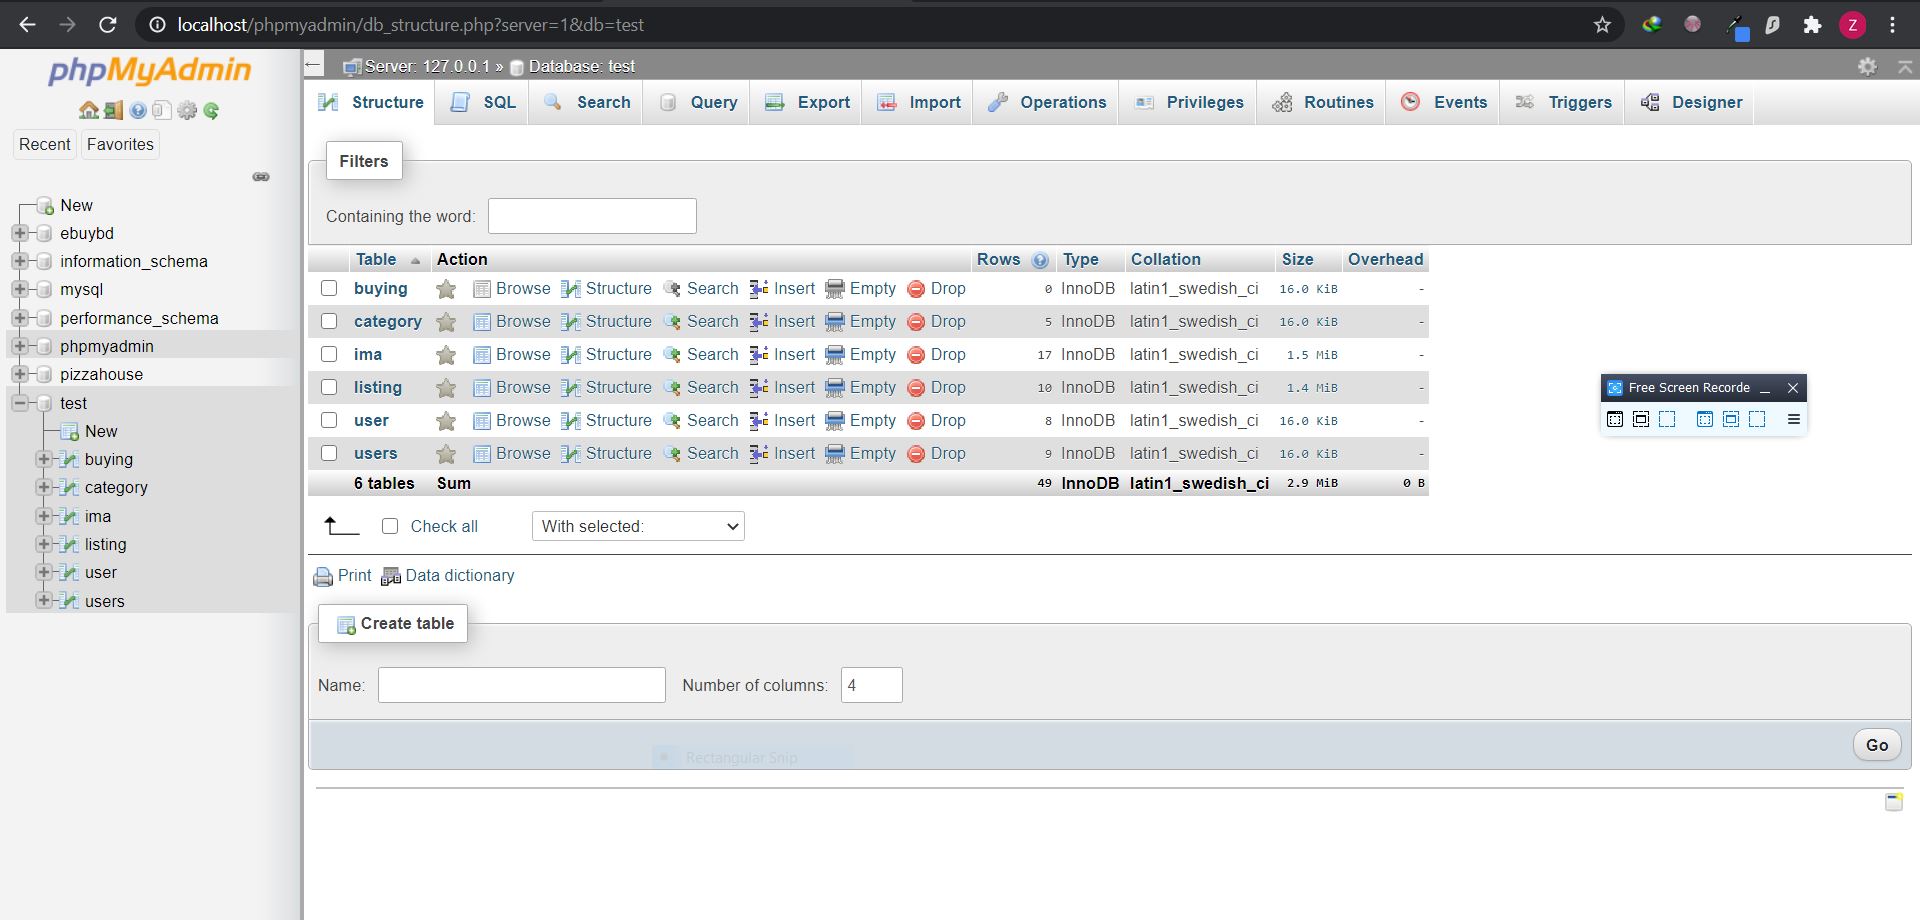 localhost/phpmyadmin/db_structure.php?server=1&db=test
Z
phpMyAdmin
Recent Favorites
New
ebuybd
information_schema
mysql
performance_schema
phpmyadmin
pizzahouse
test
New
buying
category
ima
listing
user
users
Server: 127.0.0.1 » Database: test
Structure SQL Search Query Export Import Operations Privileges Routines Events Triggers Designer
Filters
Containing the word:
Table Action Rows Type Collation Size Overhead
buying Browse Structure Search Insert Empty Drop 0 InnoDB latin1_swedish_ci 16.0 KiB -
category Browse Structure Search Insert Empty Drop 5 InnoDB latin1_swedish_ci 16.0 KiB -
ima Browse Structure Search Insert Empty Drop 17 InnoDB latin1_swedish_ci 1.5 MiB -
listing Browse Structure Search Insert Empty Drop 10 InnoDB latin1_swedish_ci 1.4 MiB -
user Browse Structure Search Insert Empty Drop 8 InnoDB latin1_swedish_ci 16.0 KiB -
users Browse Structure Search Insert Empty Drop 9 InnoDB latin1_swedish_ci 16.0 KiB -
6 tables Sum 49 InnoDB latin1_swedish_ci 2.9 MiB 0 B
Check all With selected:
Print Data dictionary
Create table
Name: Number of columns: 4
Rectangular Snip
Go
Free Screen Recorde